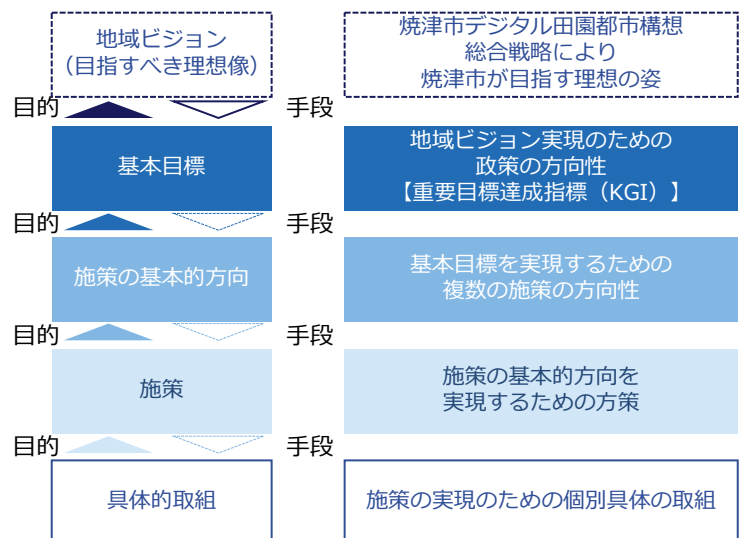 地域ビジョン
（目指すべき理想像）
焼津市デジタル田園都市構想
総合戦略により
焼津市が目指す理想の姿
目的
手段
基本目標
地域ビジョン実現のための
政策の方向性
【重要目標達成指標（KGI）】
目的
手段
施策の基本的方向
基本目標を実現するための
複数の施策の方向性
目的
手段
施策
施策の基本的方向を
実現するための方策
目的
手段
具体的取組
施策の実現のための個別具体の取組